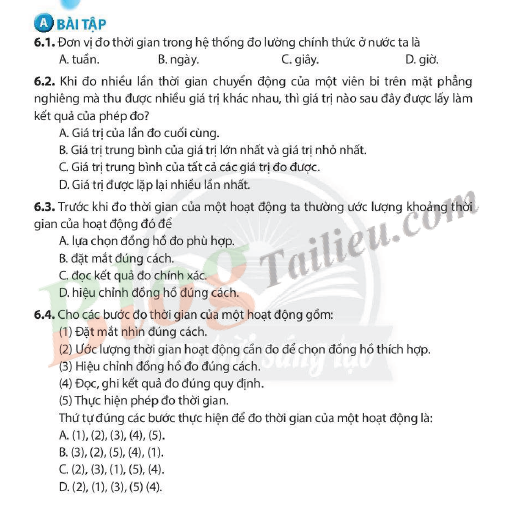 A BÀI TẬP
6.1. Đơn vị đo thời gian trong hệ thống đo lường chính thức ở nước ta là
A. tuần. B. ngày. C. giây. D. giờ.
6.2. Khi đo nhiều lần thời gian chuyển động của một viên bi trên mặt phẳng
nghiêng mà thu được nhiều giá trị khác nhau, thì giá trị nào sau đây được lấy làm
kết quả của phép đo?
A. Giá trị của lần đo cuối cùng.
B. Giá trị trung bình của giá trị lớn nhất và giá trị nhỏ nhất.
C. Giá trị trung bình của tất cả các giá trị đo được.
D. Giá trị được lặp lại nhiều lần nhất.
6.3. Trước khi đo thời gian của một hoạt động ta thường ước lượng khoảng thời
gian của hoạt động đó để
A. lựa chọn đồng hồ đo phù hợp.
B. đặt mắt đúng cách.
C. đọc kết quả đo chính xác.
D. hiệu chỉnh đồng hồ đúng cách.
Blog Tailieu.com
6.4. Cho các bước đo thời gian của một hoạt động gồm:
(1) Đặt mắt nhìn đúng cách.
(2) Ước lượng thời gian hoạt động cần đo để chọn đồng hồ thích hợp.
(3) Hiệu chỉnh đồng hồ đo đúng cách.
(4) Đọc, ghi kết quả đo đúng quy định.
(5) Thực hiện phép đo thời gian.
Thứ tự đúng các bước thực hiện để đo thời gian của một hoạt động là:
A. (1), (2), (3), (4), (5).
B. (3), (2), (5), (4), (1).
C. (2), (3), (1), (5), (4).
D. (2), (1), (3), (5) (4).